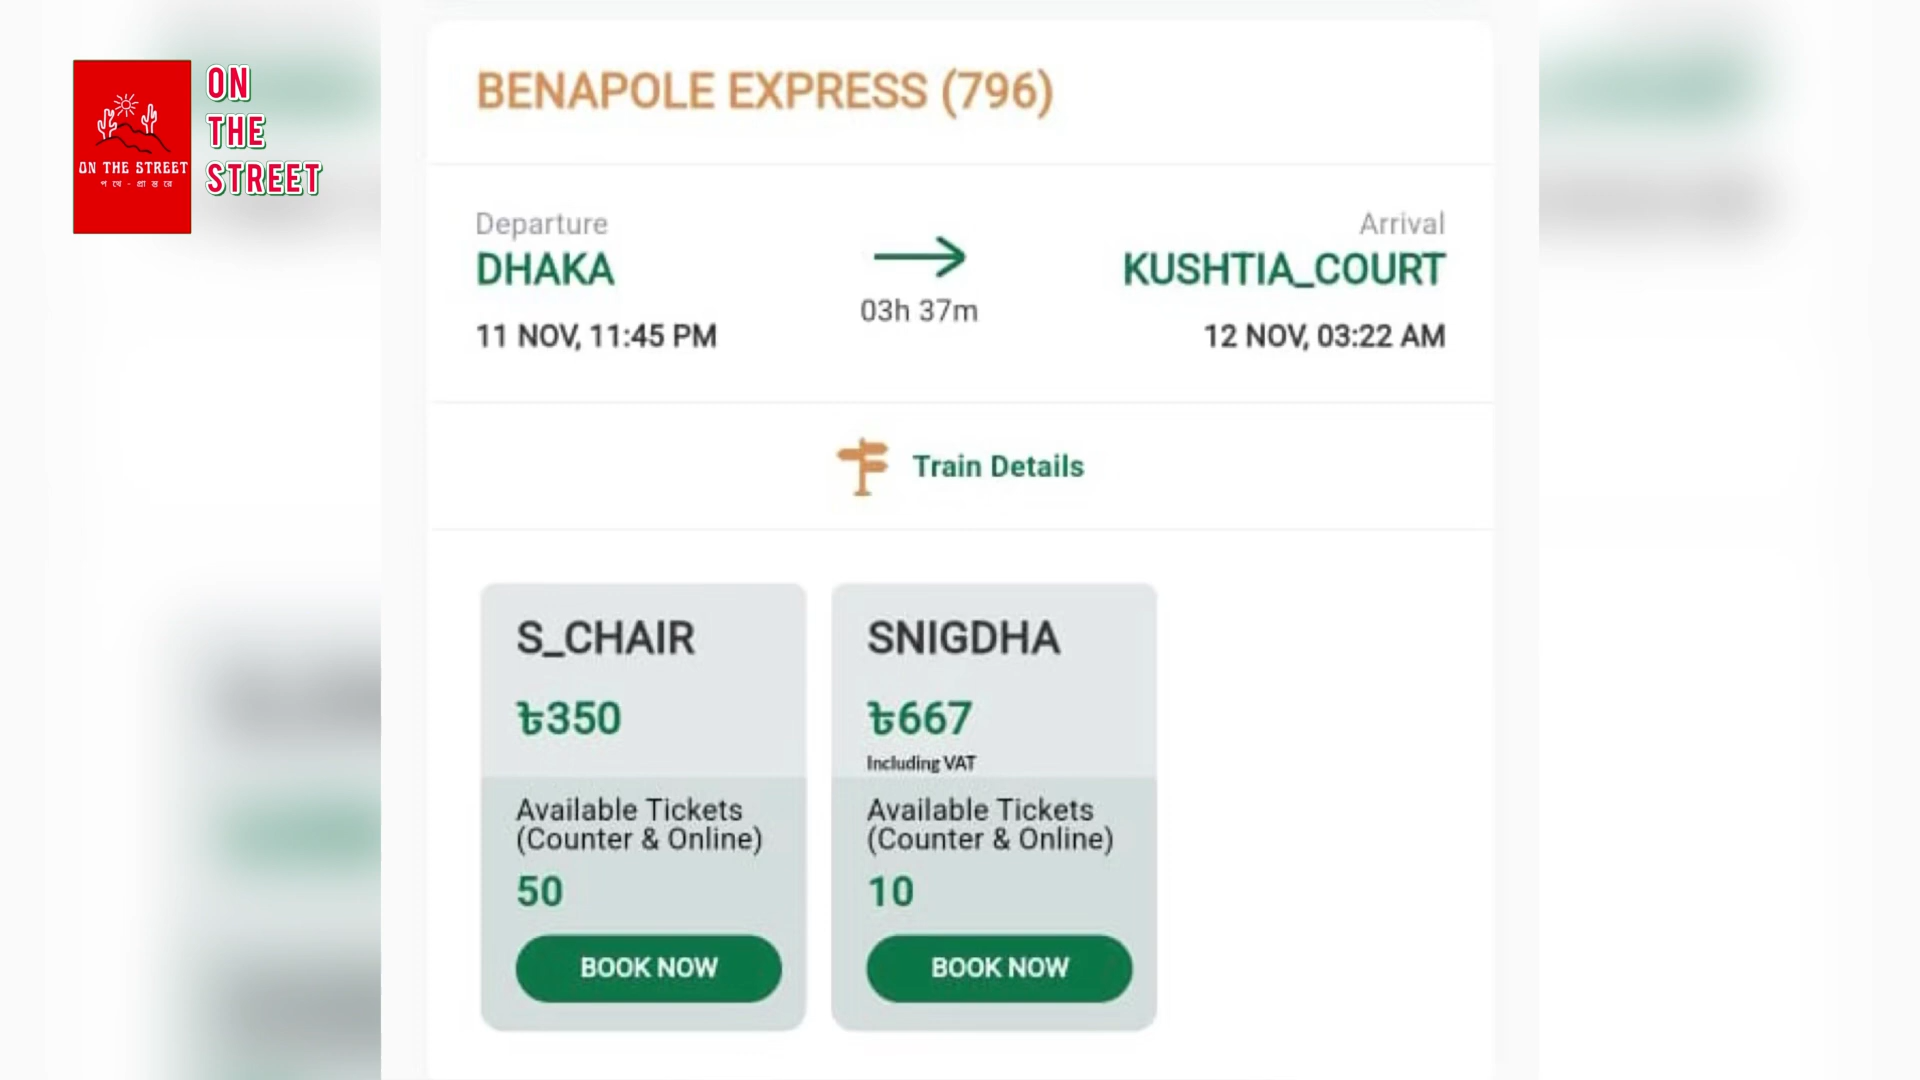 ON THE STREET
প থে - প্রা ন্ত রে
ON
THE
STREET
BENAPOLE EXPRESS (796)
Departure
DHAKA
11 NOV, 11:45 PM
03h 37m
Arrival
KUSHTIA_COURT
12 NOV, 03:22 AM
Train Details
S_CHAIR
৳350
Available Tickets
(Counter & Online)
50
BOOK NOW
SNIGDHA
৳667
Including VAT
Available Tickets
(Counter & Online)
10
BOOK NOW